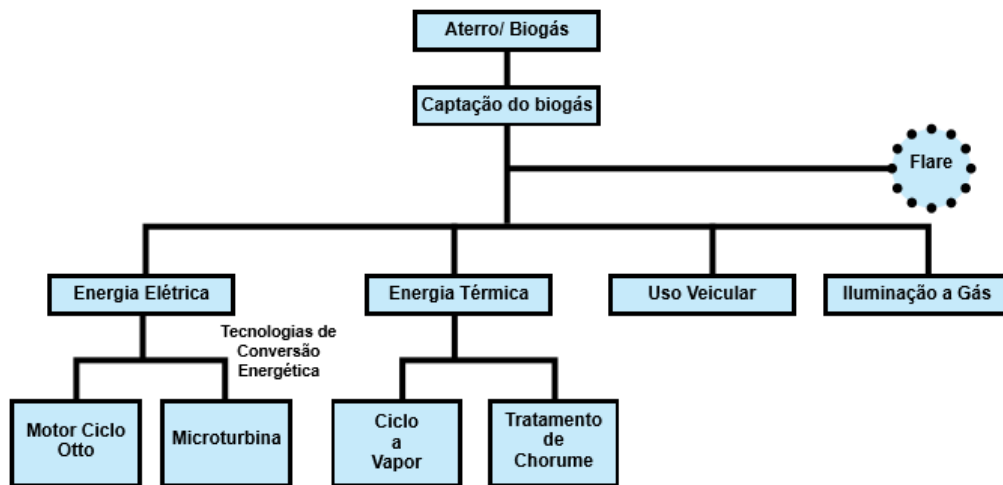 Aterro/ Biogás
Captação do biogás
Flare
Energia Elétrica
Energia Térmica
Uso Veicular
Iluminação a Gás
Tecnologias de
Conversão
Energética
Motor Ciclo
Otto
Microturbina
Ciclo
a
Vapor
Tratamento
de
Chorume